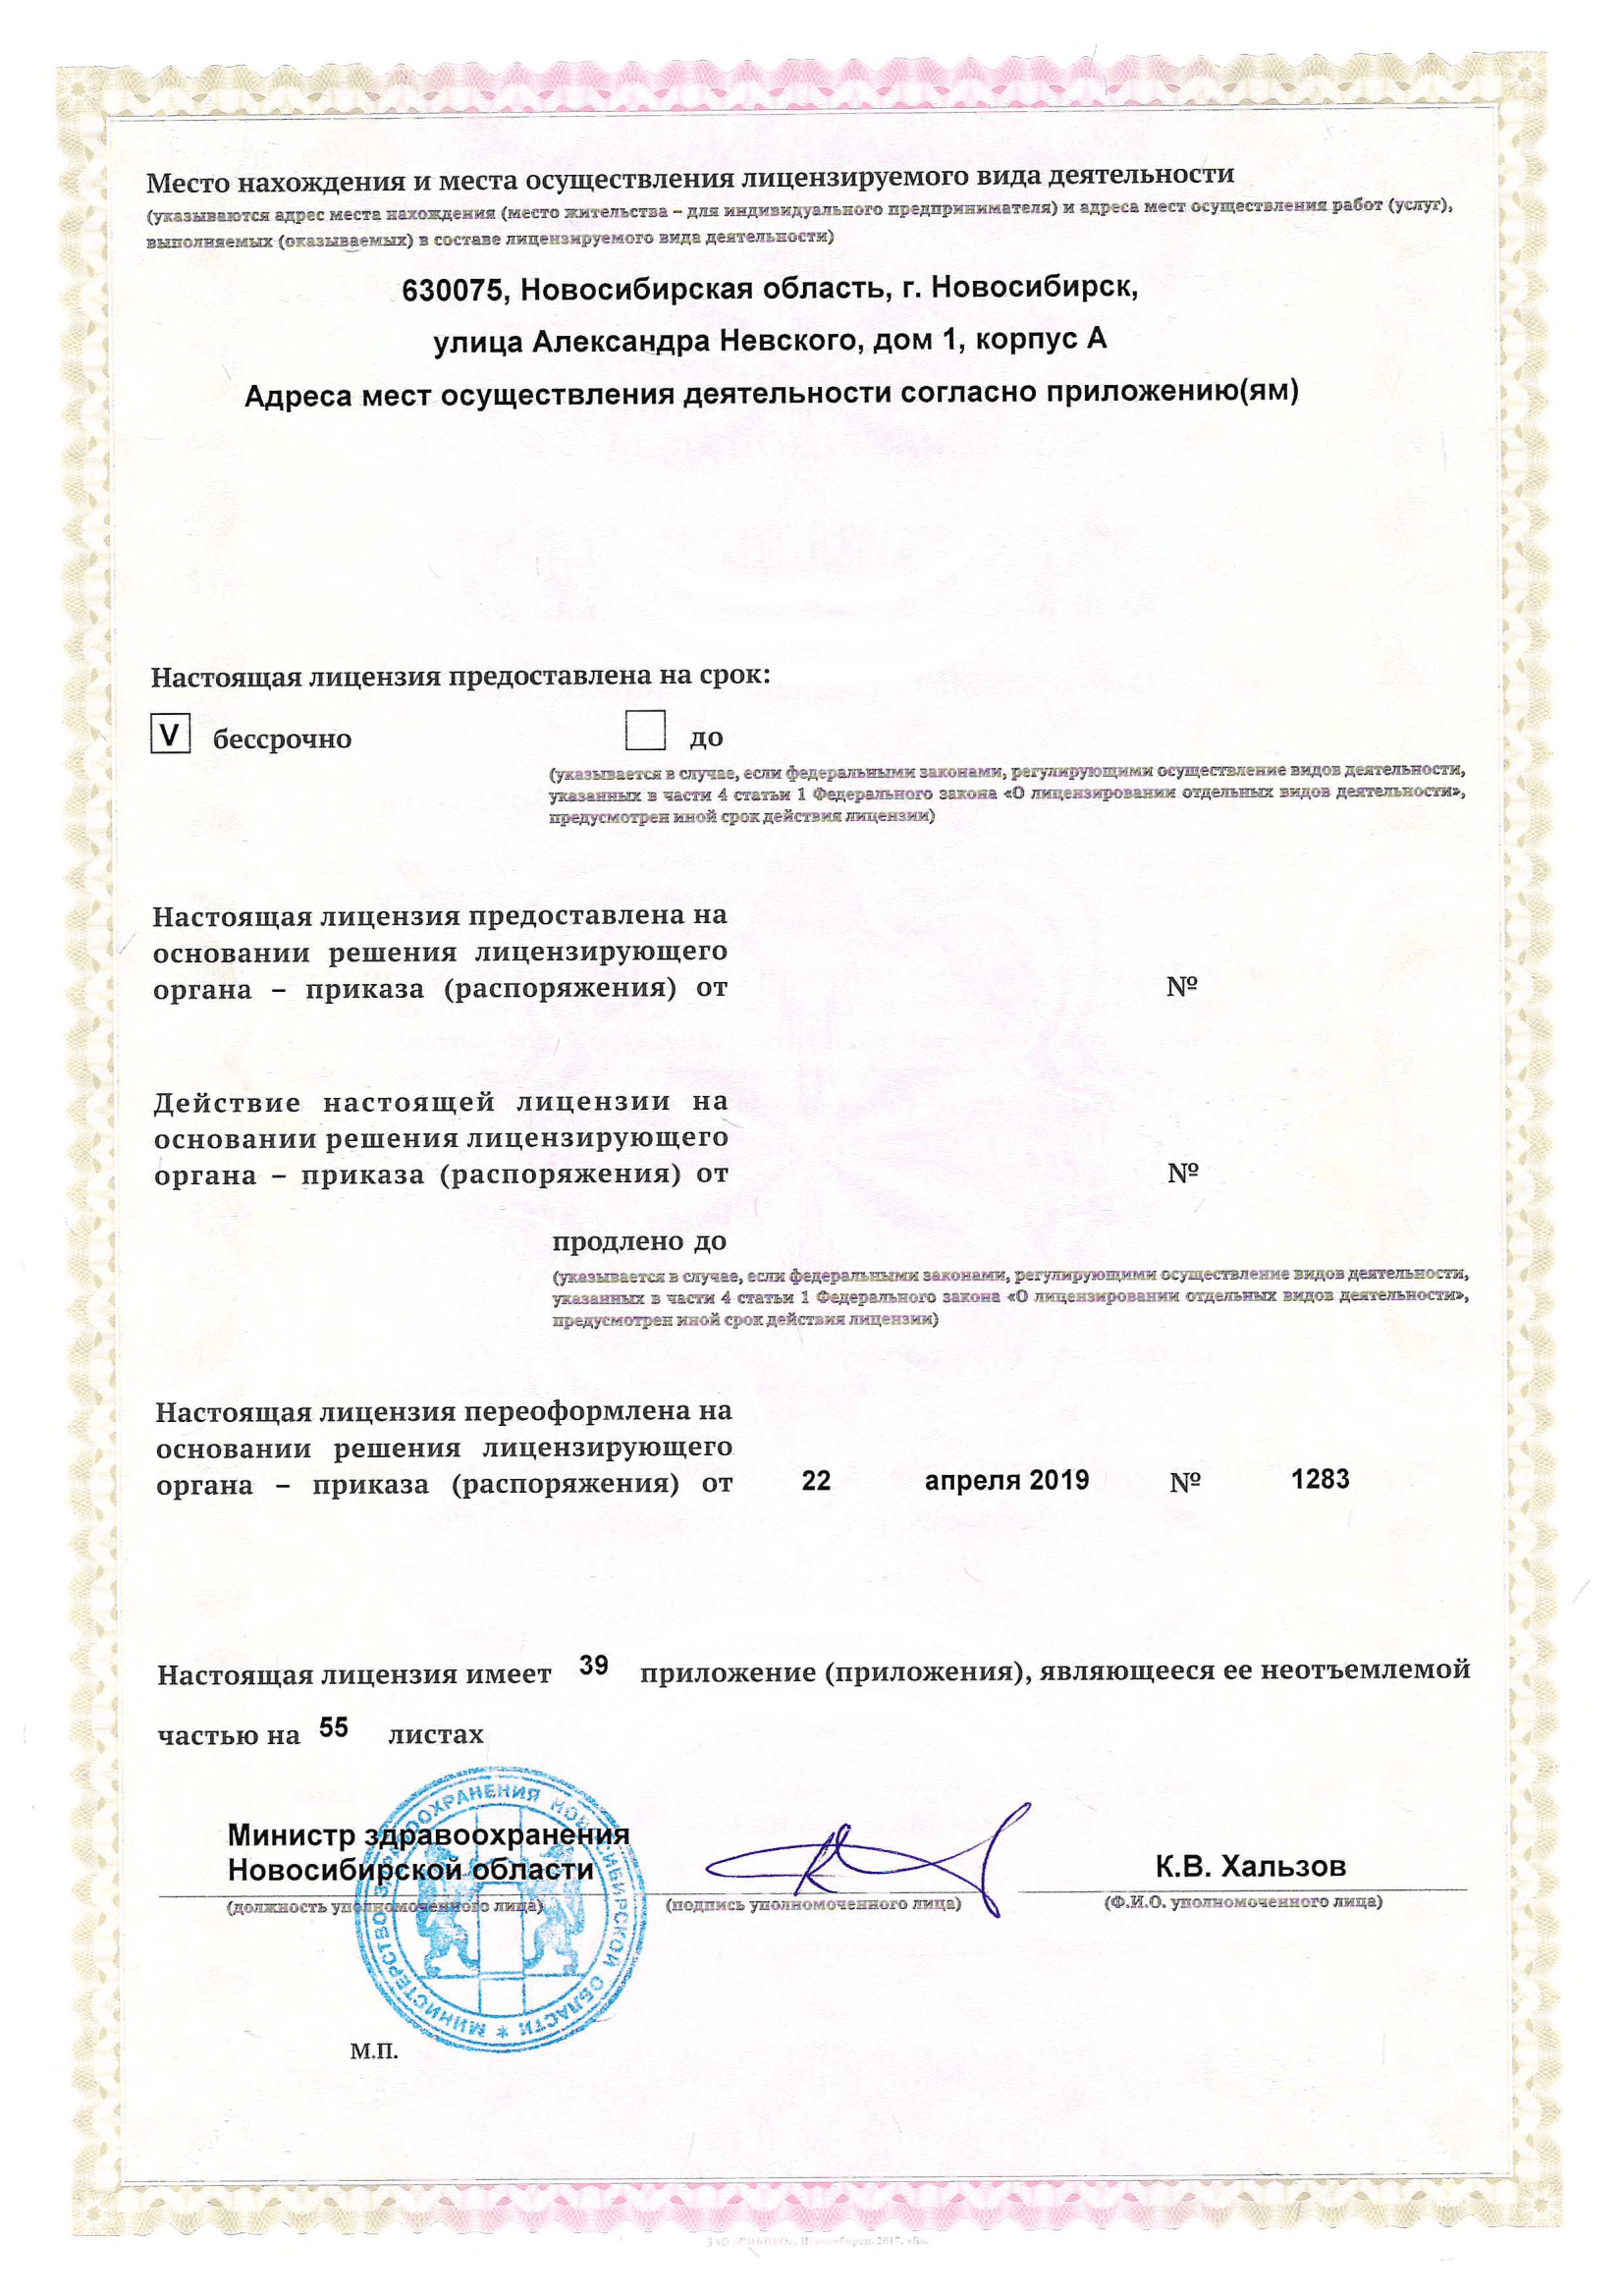 Место нахождения и места осуществления лицензируемого вида деятельности
(указываются адрес места нахождения (место жительства – для индивидуального предпринимателя) и адреса мест осуществления работ (услуг),
выполняемых (оказываемых) в составе лицензируемого вида деятельности)
630075, Новосибирская область, г. Новосибирск,
улица Александра Невского, дом 1, корпус А
Адреса мест осуществления деятельности согласно приложению(ям)
Настоящая лицензия предоставлена на срок:
V бессрочно до
(указывается в случае, если федеральными законами, регулирующими осуществление видов деятельности,
указанных в части 4 статьи 1 Федерального закона «О лицензировании отдельных видов деятельности»,
предусмотрен иной срок действия лицензии)
Настоящая лицензия предоставлена на
основании решения лицензирующего
органа – приказа (распоряжения) от №
Действие настоящей лицензии на
основании решения лицензирующего
органа – приказа (распоряжения) от №
продлено до
(указывается в случае, если федеральными законами, регулирующими осуществление видов деятельности,
указанных в части 4 статьи 1 Федерального закона «О лицензировании отдельных видов деятельности»,
предусмотрен иной срок действия лицензии)
Настоящая лицензия переоформлена на
основании решения лицензирующего
органа – приказа (распоряжения) от 22 апреля 2019 № 1283
Настоящая лицензия имеет 39 приложение (приложения), являющееся ее неотъемлемой
частью на 55 листах
Министр здравоохранения
Новосибирской области К.В. Хальзов
(должность уполномоченного лица) (подпись уполномоченного лица) (Ф.И.О. уполномоченного лица)
МИНИСТЕРСТВО ЗДРАВООХРАНЕНИЯ НОВОСИБИРСКОЙ ОБЛАСТИ *
М.П.